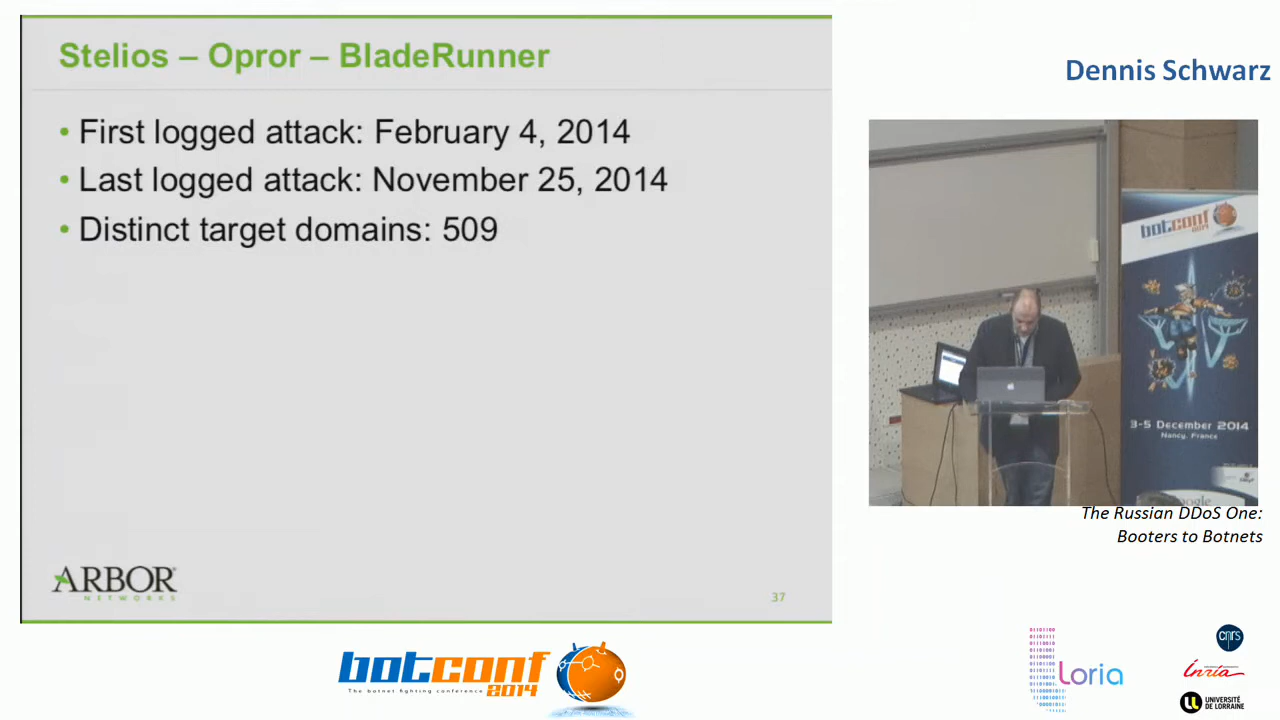 Stelios – Opror – BladeRunner
• First logged attack: February 4, 2014
• Last logged attack: November 25, 2014
• Distinct target domains: 509
ARBOR
NETWORKS
37
Dennis Schwarz
botconf
2014
3-5 December 2014
Nancy, France
Google
The Russian DDoS One:
Booters to Botnets
botconf
The botnet fighting conference 2014
Loria
cnrs
Inria
UNIVERSITÉ
DE LORRAINE